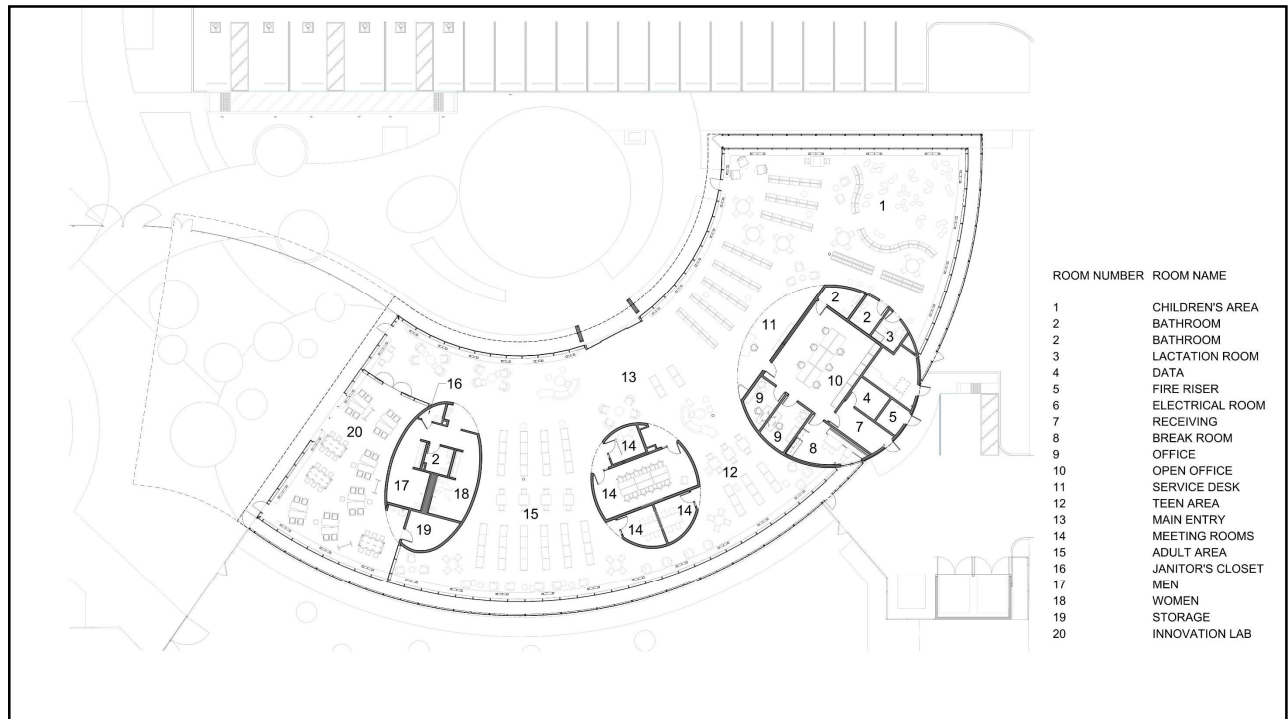 1
2
2
3
11
13
10
16
4
9
5
20
14
7
9
8
2
12
14
17
18
14
15
14
19
ROOM NUMBER ROOM NAME
1 CHILDREN'S AREA
2 BATHROOM
2 BATHROOM
3 LACTATION ROOM
4 DATA
5 FIRE RISER
6 ELECTRICAL ROOM
7 RECEIVING
8 BREAK ROOM
9 OFFICE
10 OPEN OFFICE
11 SERVICE DESK
12 TEEN AREA
13 MAIN ENTRY
14 MEETING ROOMS
15 ADULT AREA
16 JANITOR'S CLOSET
17 MEN
18 WOMEN
19 STORAGE
20 INNOVATION LAB